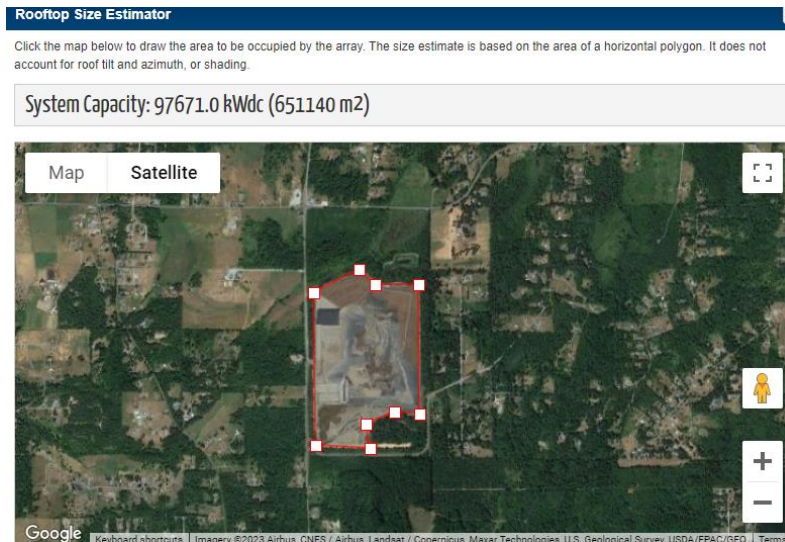 Rooftop Size Estimator
Click the map below to draw the area to be occupied by the array. The size estimate is based on the area of a horizontal polygon. It does not
account for roof tilt and azimuth, or shading.
System Capacity: 97671.0 kWdc (651140 m2)
Map Satellite
Google Keyboard shortcuts Imagery ©2023 Airbus, CNES / Airbus, Landsat / Copernicus, Maxar Technologies, U.S. Geological Survey, USDA/FPAC/GEO Terms